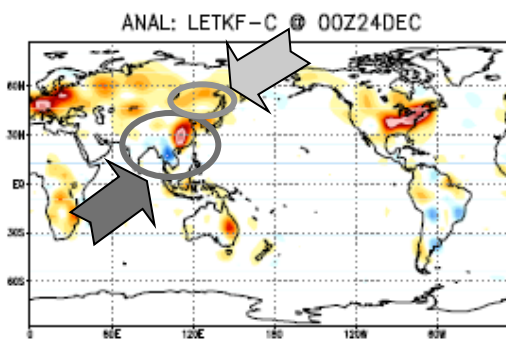 ANAL: LETKF-C @ 00Z24DEC
60N
30N
EQ
30S
60S
0 60E 120E 180 120W 60W